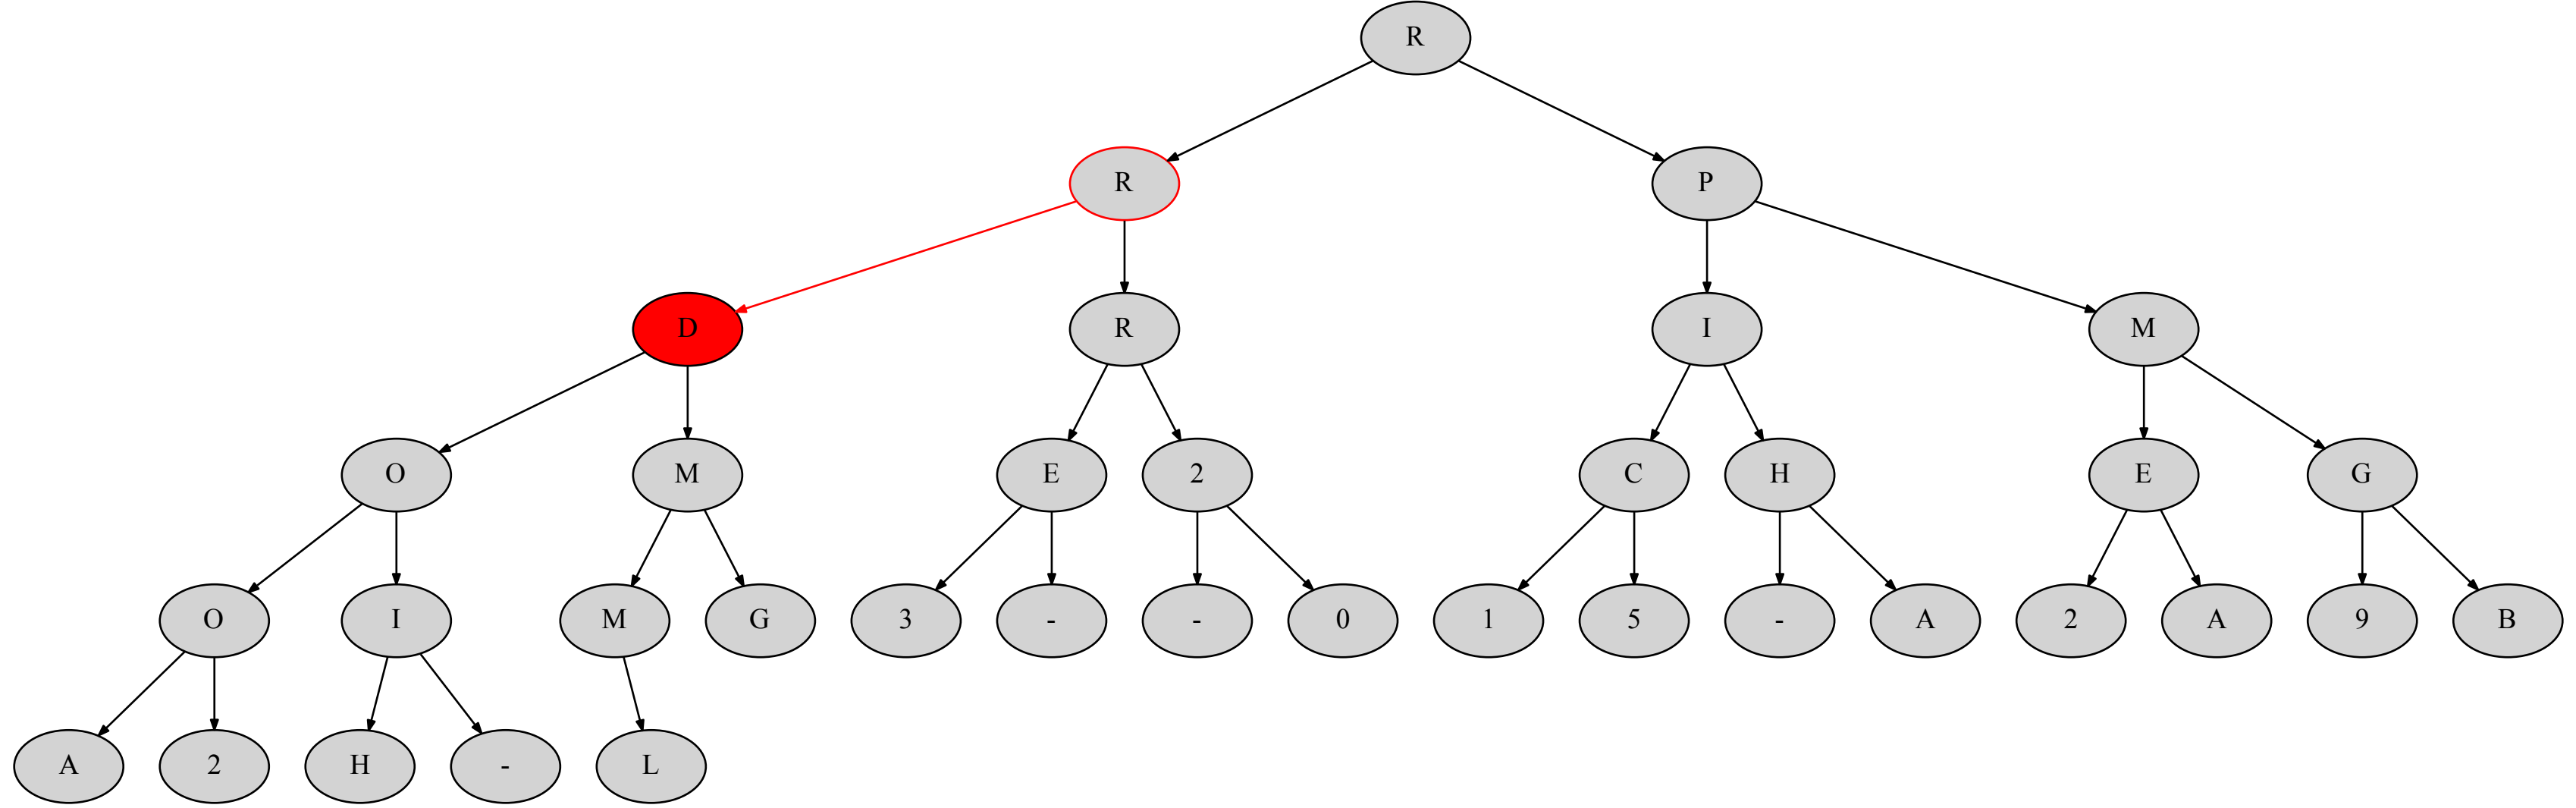 R
R P
D R I M
O M E 2 C H E G
O I M G 3 - - 0 1 5 - A 2 A 9 B
A 2 H - L